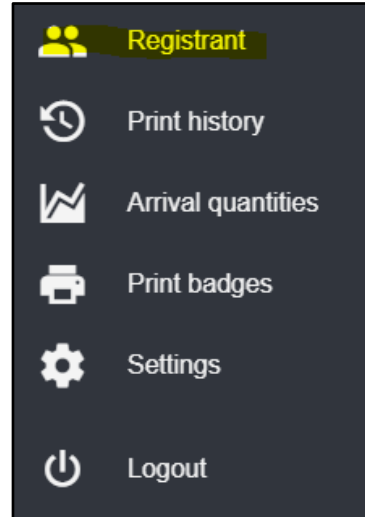 Registrant
Print history
Arrival quantities
Print badges
Settings
Logout